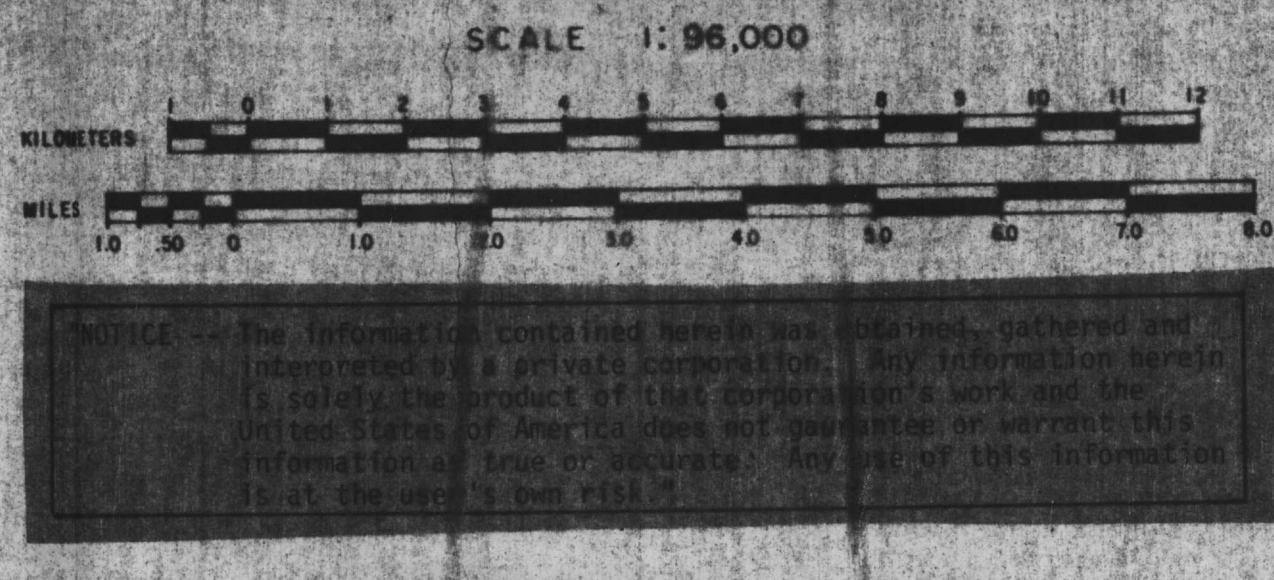 SCALE 1: 96,000
1 0 1 2 3 4 5 6 7 8 9 10 11 12
KILOMETERS
MILES
1.0 .50 0 1.0 2.0 3.0 4.0 5.0 6.0 7.0 8.0
"NOTICE -- The information contained herein was obtained, gathered and
interpreted by a private corporation. Any information herein
is solely the product of that corporation's work and the
United States of America does not gaurantee or warrant this
information as true or accurate. Any use of this information
is at the user's own risk."